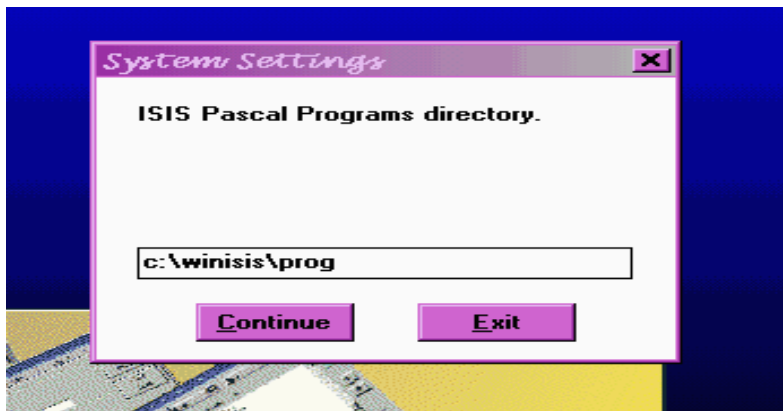 System Settings
ISIS Pascal Programs directory.
c:\winisis\prog
Continue Exit